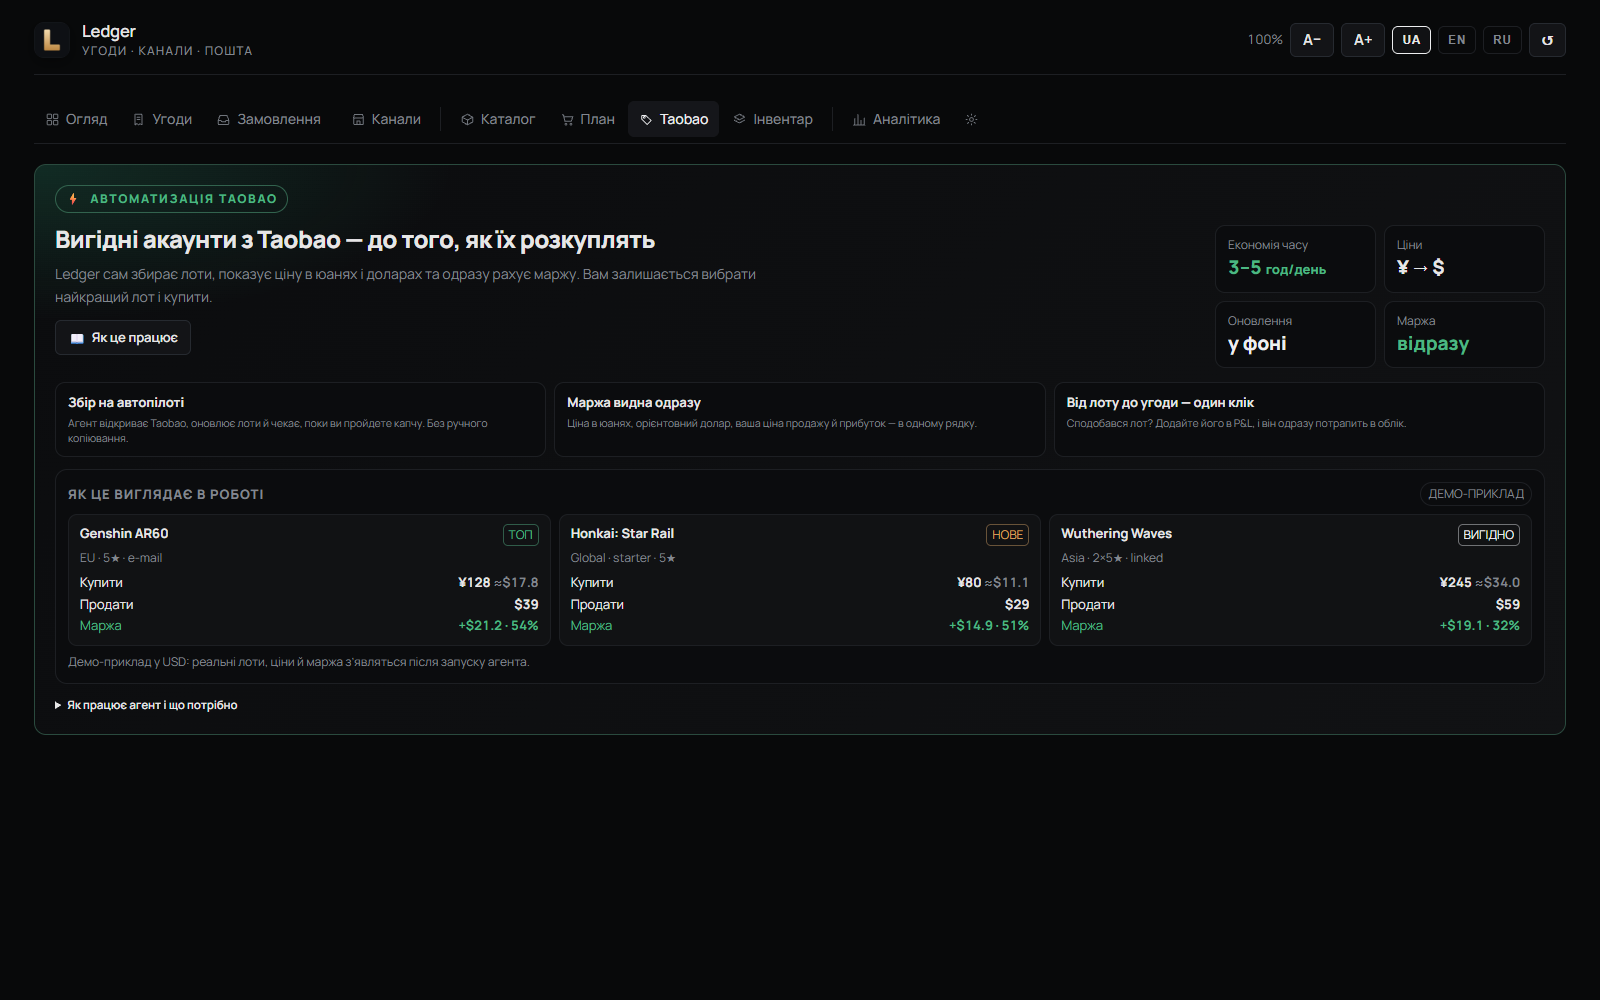 Ledger
УГОДИ · КАНАЛИ · ПОШТА
100%
A−
A+
UA
EN
RU
↺
Огляд
Угоди
Замовлення
Канали
Каталог
План
Taobao
Інвентар
Аналітика
АВТОМАТИЗАЦІЯ TAOBAO
Вигідні акаунти з Taobao — до того, як їх розкуплять
Ledger сам збирає лоти, показує ціну в юанях і доларах та одразу рахує маржу. Вам залишається вибрати
найкращий лот і купити.
Як це працює
Економія часу
3–5 год/день
Ціни
¥ → $
Оновлення
у фоні
Маржа
відразу
Збір на автопілоті
Агент відкриває Taobao, оновлює лоти й чекає, поки ви пройдете капчу. Без ручного
копіювання.
Маржа видна одразу
Ціна в юанях, орієнтовний долар, ваша ціна продажу й прибуток — в одному рядку.
Від лоту до угоди — один клік
Сподобався лот? Додайте його в P&L, і він одразу потрапить в облік.
ЯК ЦЕ ВИГЛЯДАЄ В РОБОТІ
ДЕМО-ПРИКЛАД
Genshin AR60
ТОП
EU · 5★ · e-mail
Купити
¥128 ≈$17.8
Продати
$39
Маржа
+$21.2 · 54%
Honkai: Star Rail
НОВЕ
Global · starter · 5★
Купити
¥80 ≈$11.1
Продати
$29
Маржа
+$14.9 · 51%
Wuthering Waves
ВИГІДНО
Asia · 2×5★ · linked
Купити
¥245 ≈$34.0
Продати
$59
Маржа
+$19.1 · 32%
Демо-приклад у USD: реальні лоти, ціни й маржа з'являться після запуску агента.
Як працює агент і що потрібно